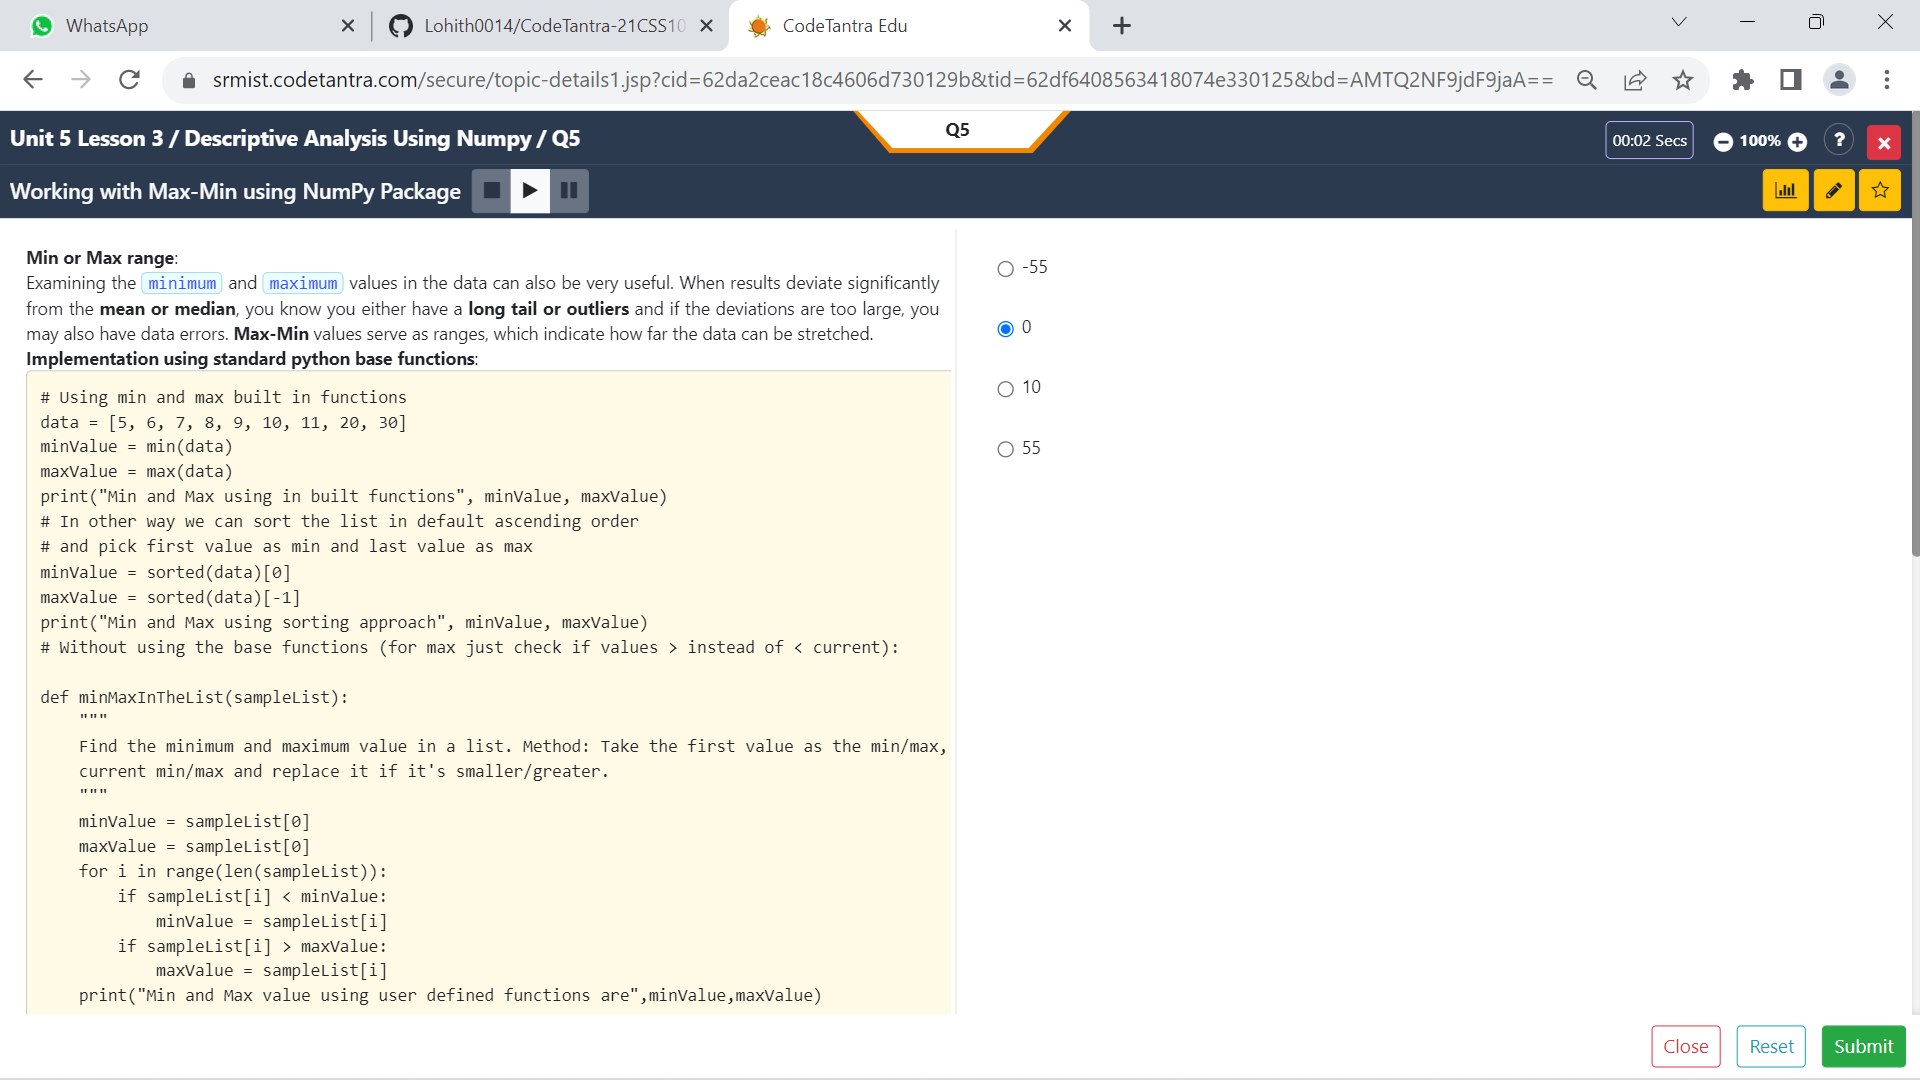 WhatsApp
Lohith0014/CodeTantra-21CSS10
CodeTantra Edu
srmist.codetantra.com/secure/topic-details1.jsp?cid=62da2ceac18c4606d730129b&tid=62df6408563418074e330125&bd=AMTQ2NF9jdF9jaA==
Unit 5 Lesson 3 / Descriptive Analysis Using Numpy / Q5
Q5
00:02 Secs
100%
?
Working with Max-Min using NumPy Package
Min or Max range:
Examining the minimum and maximum values in the data can also be very useful. When results deviate significantly
from the mean or median, you know you either have a long tail or outliers and if the deviations are too large, you
may also have data errors. Max-Min values serve as ranges, which indicate how far the data can be stretched.
Implementation using standard python base functions:
# Using min and max built in functions
data = [5, 6, 7, 8, 9, 10, 11, 20, 30]
minValue = min(data)
maxValue = max(data)
print("Min and Max using in built functions", minValue, maxValue)
# In other way we can sort the list in default ascending order
# and pick first value as min and last value as max
minValue = sorted(data)[0]
maxValue = sorted(data)[-1]
print("Min and Max using sorting approach", minValue, maxValue)
# Without using the base functions (for max just check if values > instead of < current):
def minMaxInTheList(sampleList):
"""
Find the minimum and maximum value in a list. Method: Take the first value as the min/max,
current min/max and replace it if it's smaller/greater.
"""
minValue = sampleList[0]
maxValue = sampleList[0]
for i in range(len(sampleList)):
if sampleList[i] < minValue:
minValue = sampleList[i]
if sampleList[i] > maxValue:
maxValue = sampleList[i]
print("Min and Max value using user defined functions are",minValue,maxValue)
-55
0
10
55
Close
Reset
Submit